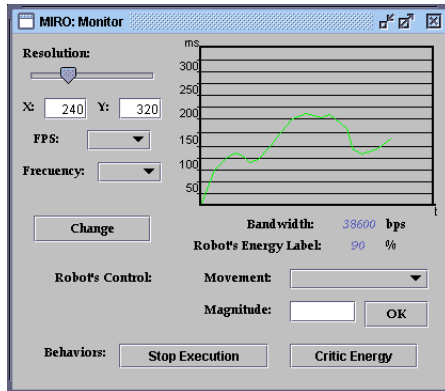 MIRO: Monitor
Resolution:
X: 240 Y: 320
FPS:
Frecuency:
Change
ms
300
250
200
150
100
50
t
Bandwidth: 38600 bps
Robot's Energy Label: 90 %
Robot's Control: Movement:
Magnitude: OK
Behaviors: Stop Execution Critic Energy